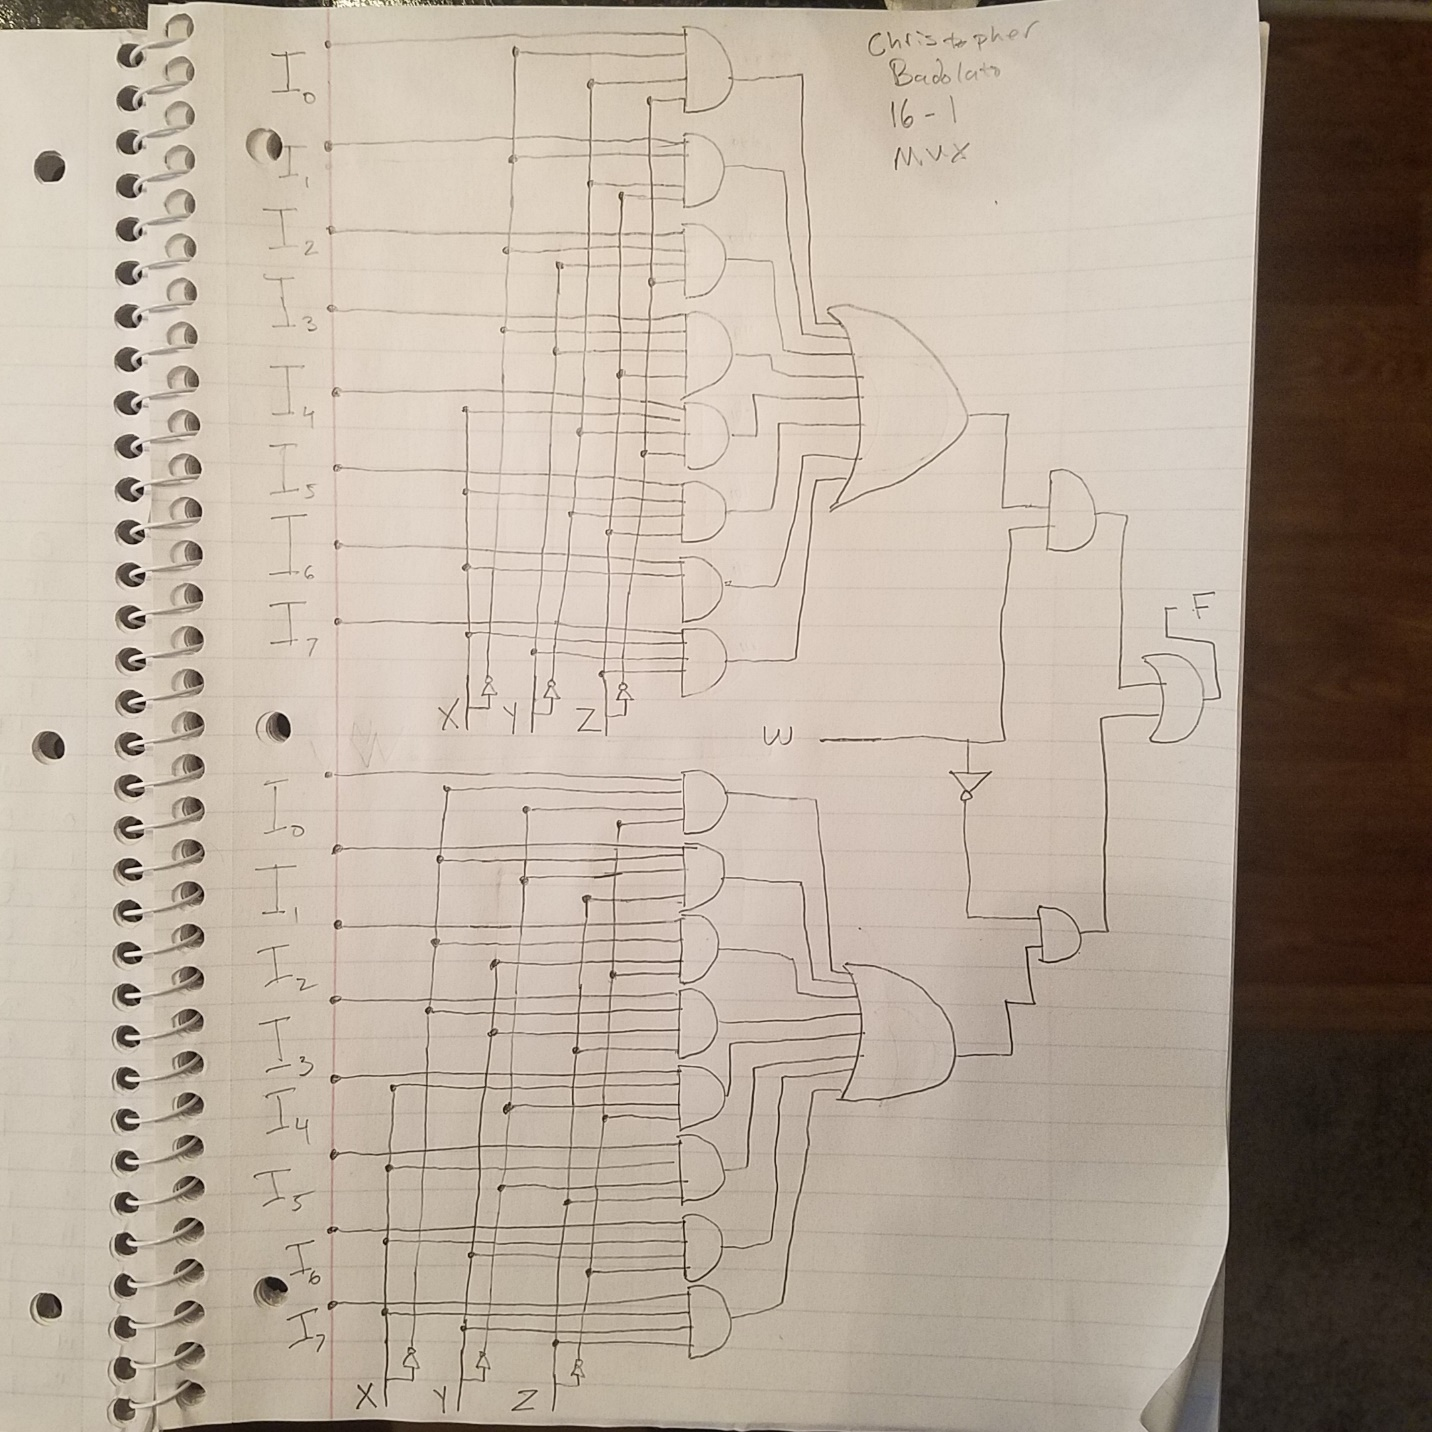 Christopher
Badolato
16-1
MUX
I0
I1
I2
I3
I4
I5
I6
I7
X Y Z
W
F
I0
I1
I2
I3
I4
I5
I6
I7
X Y Z